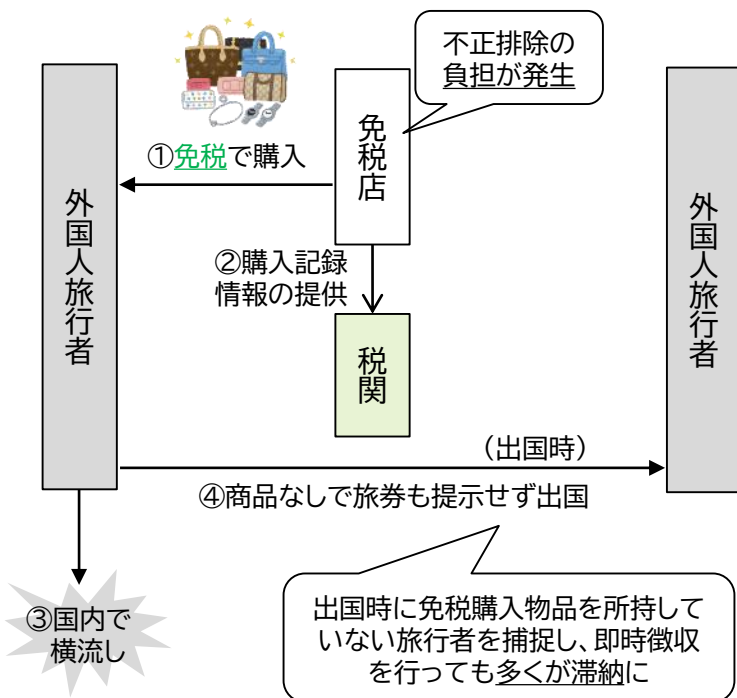 不正排除の
負担が発生
免税店
①免税で購入
外国人旅行者
外国人旅行者
②購入記録
情報の提供
税関
（出国時）
④商品なしで旅券も提示せず出国
③国内で
横流し
出国時に免税購入物品を所持して
いない旅行者を捕捉し、即時徴収
を行っても多くが滞納に